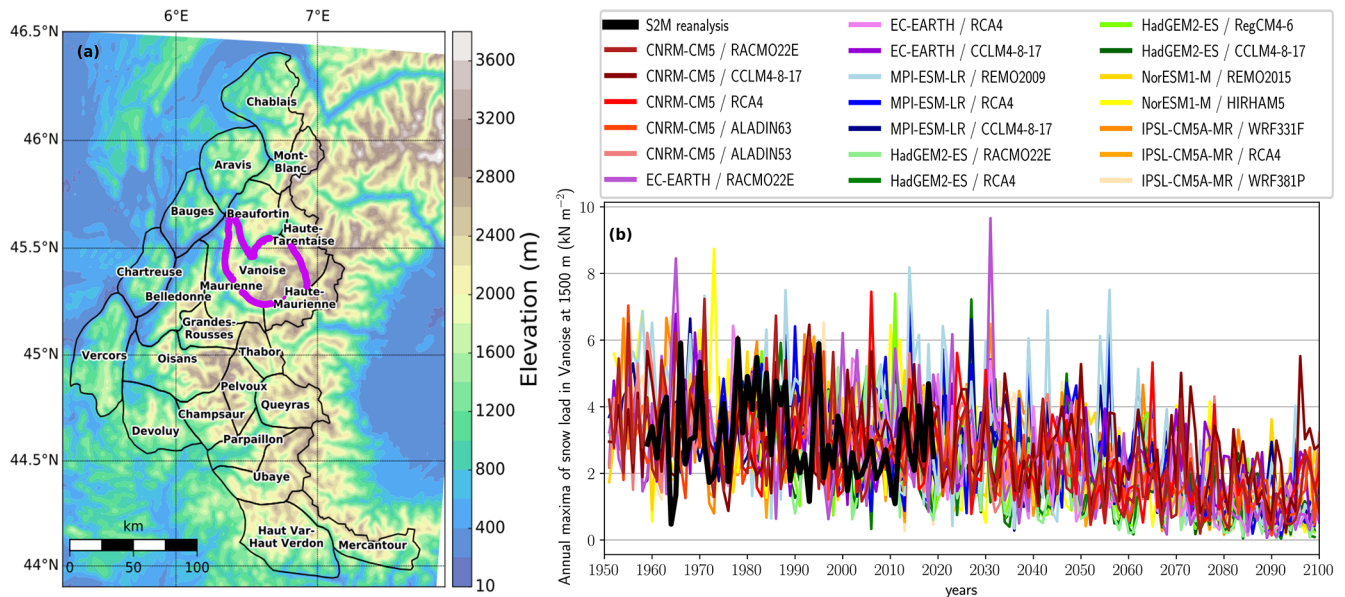 6°E 7°E
46.5°N
46°N
45.5°N
45°N
44.5°N
44°N
(a)
Chablais
Aravis
Mont-
Blanc
Bauges
Beaufortin
Haute-
Tarentaise
Chartreuse
Vanoise
Maurienne
Belledonne
Haute-
Maurienne
Grandes-
Rousses
Vercors
Oisans
Thabor
Pelvoux
Champsaur
Queyras
Devoluy
Parpaillon
Ubaye
Haut Var-
Haut Verdon
Mercantour
km
0 50 100
3600
3200
2800
2400
2000
1600
1200
800
400
10
Elevation (m)
S2M reanalysis
CNRM-CM5 / RACMO22E
CNRM-CM5 / CCLM4-8-17
CNRM-CM5 / RCA4
CNRM-CM5 / ALADIN63
CNRM-CM5 / ALADIN53
EC-EARTH / RACMO22E
EC-EARTH / RCA4
EC-EARTH / CCLM4-8-17
MPI-ESM-LR / REMO2009
MPI-ESM-LR / RCA4
MPI-ESM-LR / CCLM4-8-17
HadGEM2-ES / RACMO22E
HadGEM2-ES / RCA4
HadGEM2-ES / RegCM4-6
HadGEM2-ES / CCLM4-8-17
NorESM1-M / REMO2015
NorESM1-M / HIRHAM5
IPSL-CM5A-MR / WRF331F
IPSL-CM5A-MR / RCA4
IPSL-CM5A-MR / WRF381P
Annual maxima of snow load in Vanoise at 1500 m (kN m⁻²)
10
8
6
4
2
0
(b)
1950 1960 1970 1980 1990 2000 2010 2020 2030 2040 2050 2060 2070 2080 2090 2100
years